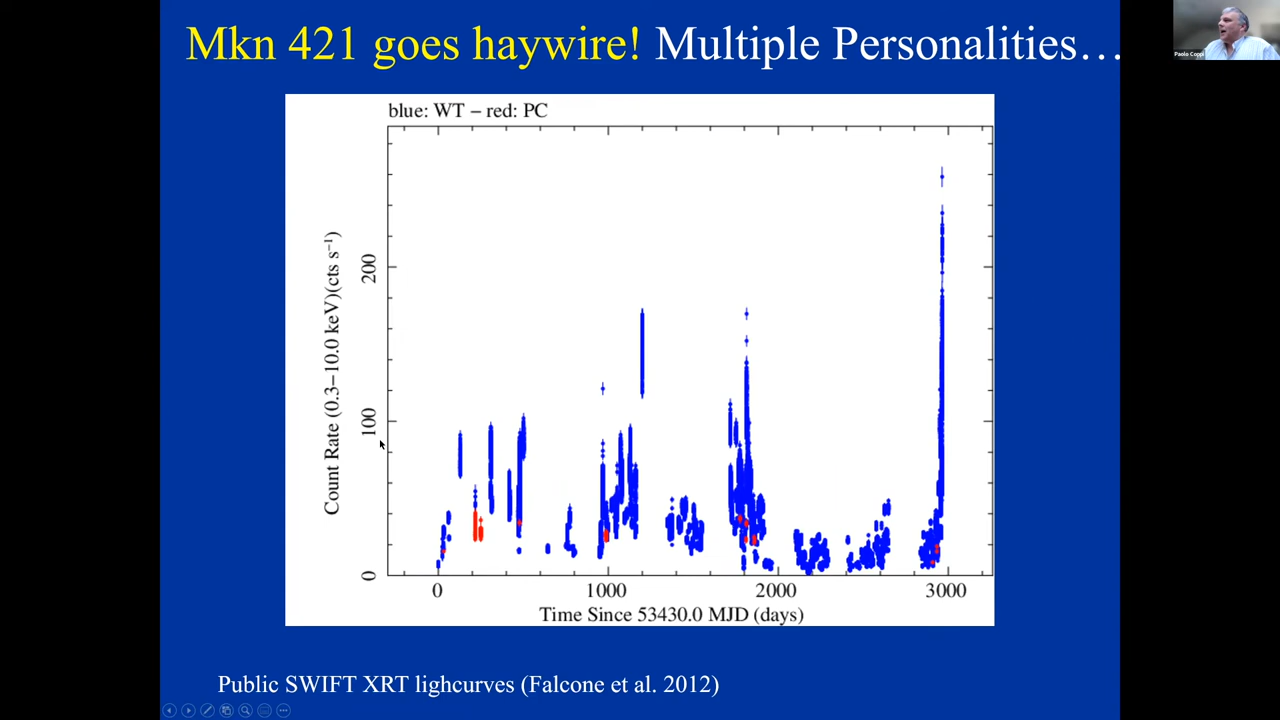 Mkn 421 goes haywire! Multiple Personalities…
Paolo Coppi
blue: WT − red: PC
Count Rate (0.3−10.0 keV)(cts s⁻¹)
200
100
0
0 1000 2000 3000
Time Since 53430.0 MJD (days)
Public SWIFT XRT lighcurves (Falcone et al. 2012)